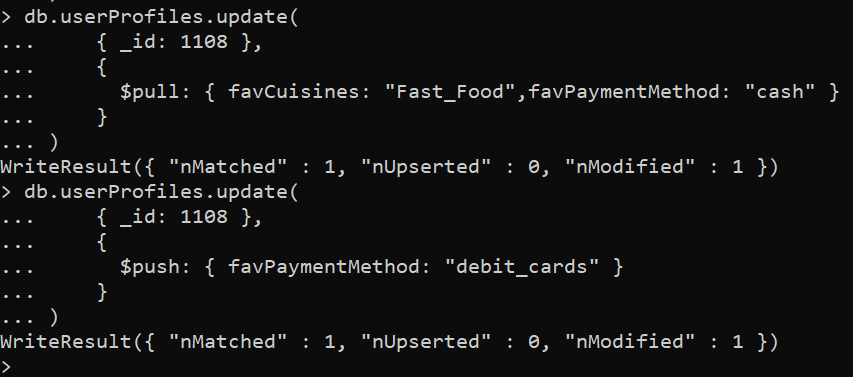 > db.userProfiles.update(
...     { _id: 1108 },
...     {
...       $pull: { favCuisines: "Fast_Food",favPaymentMethod: "cash" }
...     }
... )
WriteResult({ "nMatched" : 1, "nUpserted" : 0, "nModified" : 1 })
> db.userProfiles.update(
...     { _id: 1108 },
...     {
...       $push: { favPaymentMethod: "debit_cards" }
...     }
... )
WriteResult({ "nMatched" : 1, "nUpserted" : 0, "nModified" : 1 })
>